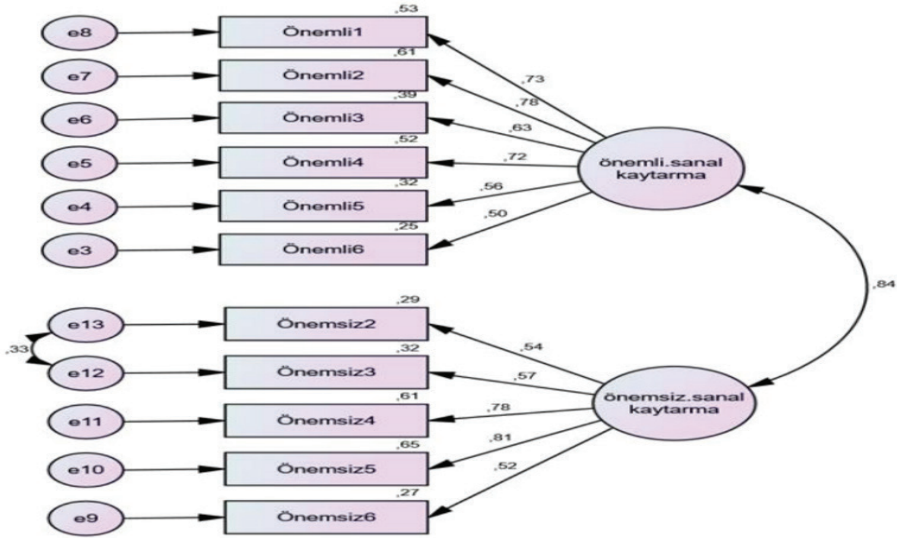 ,53
e8
Önemli1
,61
e7
Önemli2
,73
,39
,78
e6
Önemli3
,63
,52
e5
Önemli4
,72
önemli.sanal
kaytarma
,32
,56
e4
Önemli5
,50
,25
e3
Önemli6
,84
,29
e13
Önemsiz2
,33
,54
,32
e12
Önemsiz3
,57
,61
önemsiz.sanal
kaytarma
e11
Önemsiz4
,78
,65
,81
e10
Önemsiz5
,52
,27
e9
Önemsiz6